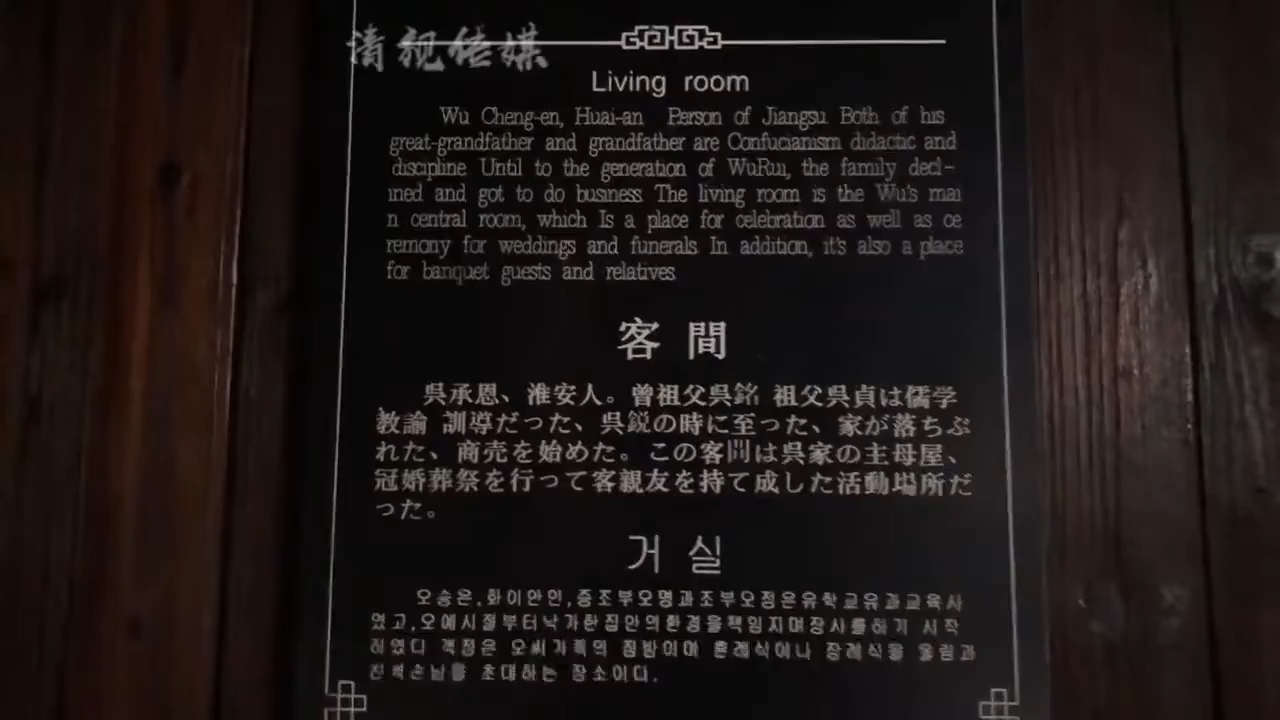 清视传媒
Living room
Wu Cheng-en, Huai-an Person of Jiangsu Both of his
great-grandfather and grandfather are Confucianism didactic and
discipline Until to the generation of WuRui, the family decl-
ined and got to do business The living room is the Wu's mai
n central room, which Is a place for celebration as well as ce
remony for weddings and funerals In addition, it's also a place
for banquet guests and relatives
客間
呉承恩、淮安人。曾祖父呉銘 祖父呉貞は儒学
教諭 訓導だった、呉鋭の時に至った、家が落ちぶ
れた、商売を始めた。この客間は呉家の主母屋、
冠婚葬祭を行って客親友を持て成した活動場所だ
った。
거실
오승은,화이안인,증조부오명과조부오정은유학교유과교육사
였고,오예시절부터낙가한집안의환경을책임지며장사를하기 시작
하였다 객정은 오씨가족의 침방이며 혼례식이나 장례식을 올림과
친척손님을 초대하는 장소이다.